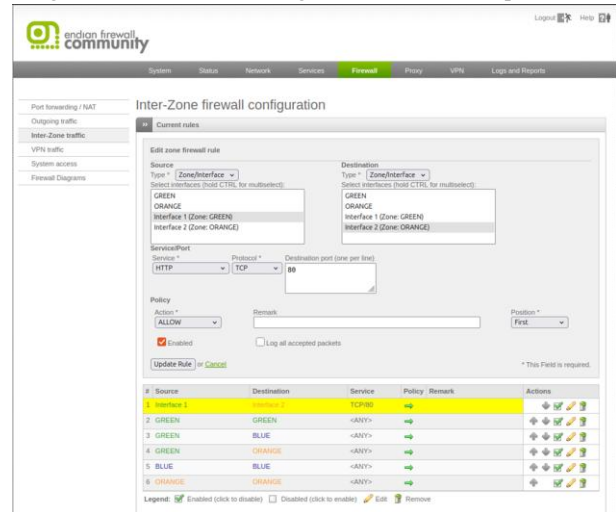 Logout Help
endian firewall
community
System Status Network Services Firewall Proxy VPN Logs and Reports
Port forwarding / NAT
Outgoing traffic
Inter-Zone traffic
VPN traffic
System access
Firewall Diagrams
Inter-Zone firewall configuration
» Current rules
Edit zone firewall rule
Source Destination
Type * Zone/Interface Type * Zone/Interface
Select interfaces (hold CTRL for multiselect): Select interfaces (hold CTRL for multiselect):
GREEN GREEN
ORANGE ORANGE
Interface 1 (Zone: GREEN) Interface 1 (Zone: GREEN)
Interface 2 (Zone: ORANGE) Interface 2 (Zone: ORANGE)
Service/Port
Service * Protocol * Destination port (one per line)
HTTP TCP 80
Policy
Action * Remark Position *
ALLOW First
Enabled Log all accepted packets
Update Rule or Cancel * This Field is required.
# Source Destination Service Policy Remark Actions
1 Interface 1 Interface 2 TCP/80
2 GREEN GREEN <ANY>
3 GREEN BLUE <ANY>
4 GREEN ORANGE <ANY>
5 BLUE BLUE <ANY>
6 ORANGE ORANGE <ANY>
Legend: Enabled (click to disable) Disabled (click to enable) Edit Remove